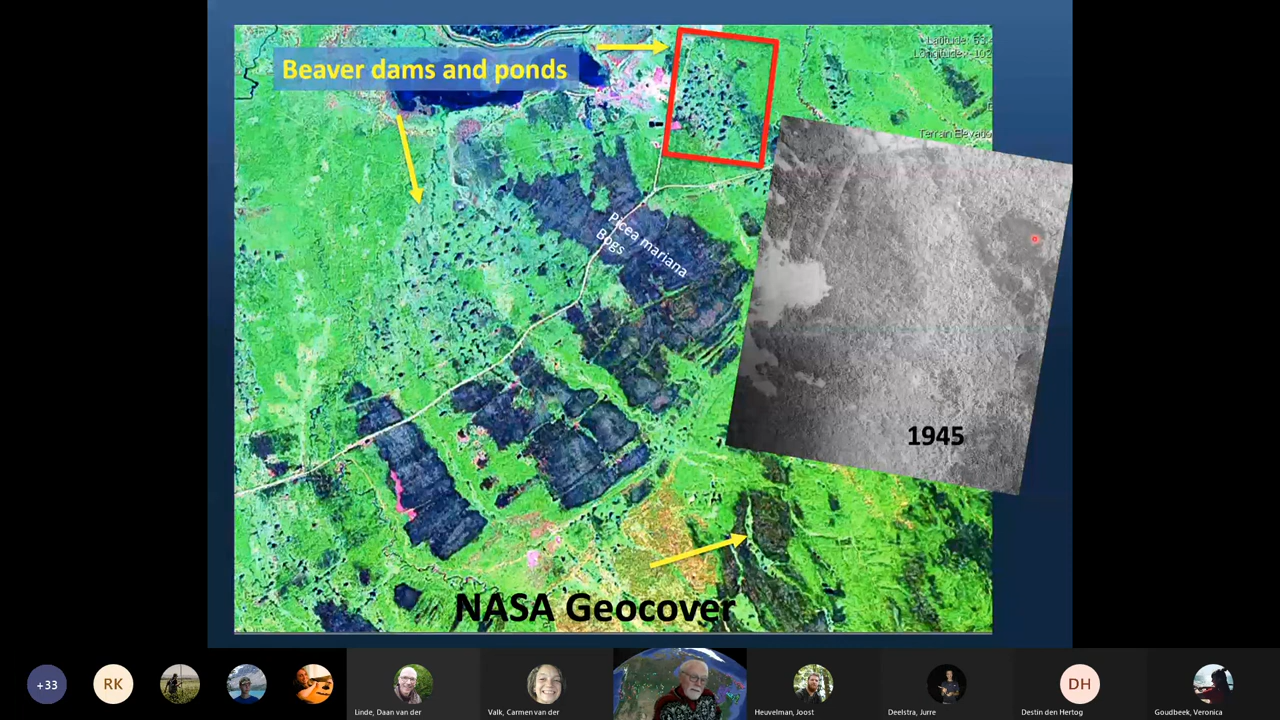 Beaver dams and ponds
Terrain Elevatio
Picea mariana
Bogs
1945
NASA Geocover
+33
RK
DH
Linde, Daan van der
Valk, Carmen van der
Heuvelman, Joost
Deelstra, Jurre
Destin den Hertog
Goudbeek, Veronica